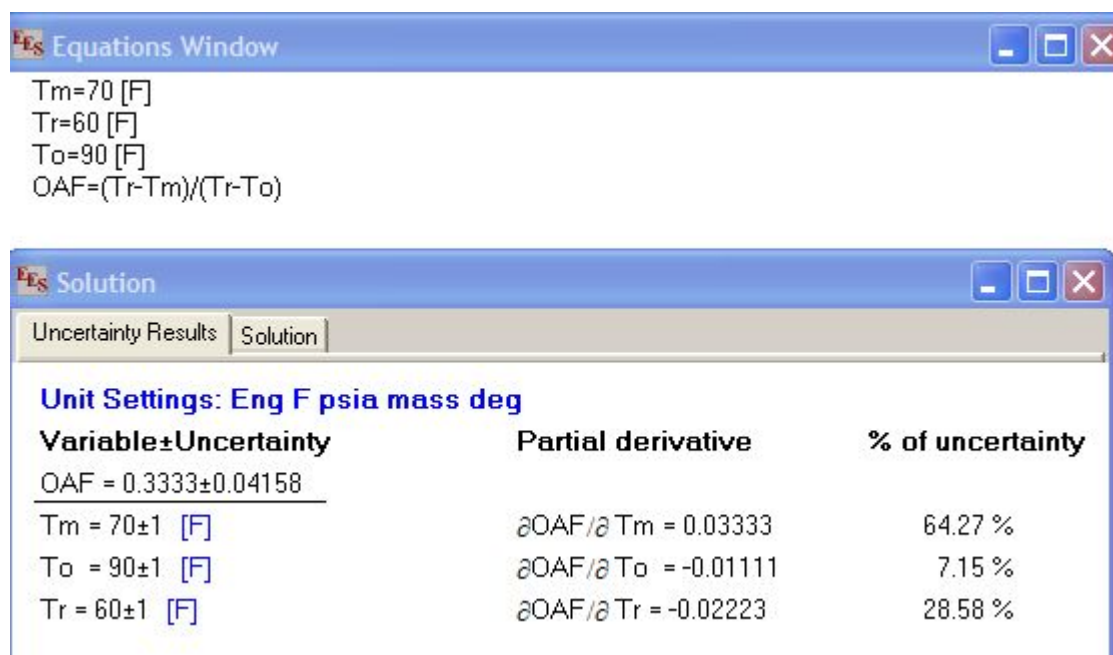 EES Equations Window
Tm=70 [F]
Tr=60 [F]
To=90 [F]
OAF=(Tr-Tm)/(Tr-To)
EES Solution
Uncertainty Results Solution
Unit Settings: Eng F psia mass deg
Variable±Uncertainty Partial derivative % of uncertainty
OAF = 0.3333±0.04158
Tm = 70±1 [F] ∂OAF/∂ Tm = 0.03333 64.27 %
To = 90±1 [F] ∂OAF/∂ To = -0.01111 7.15 %
Tr = 60±1 [F] ∂OAF/∂ Tr = -0.02223 28.58 %